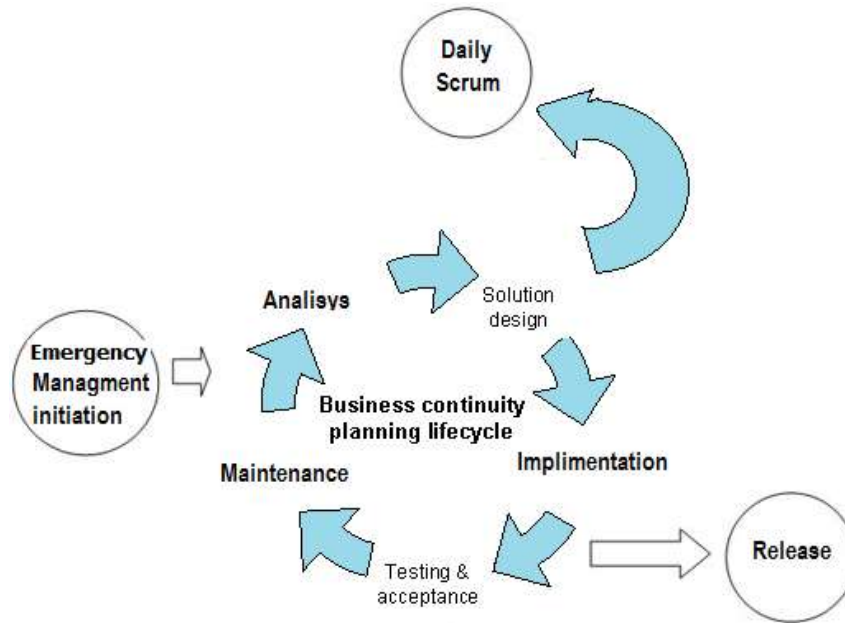 Daily
Scrum
Analisys
Solution
design
Emergency
Managment
initiation
Business continuity
planning lifecycle
Maintenance
Implimentation
Testing &
acceptance
Release